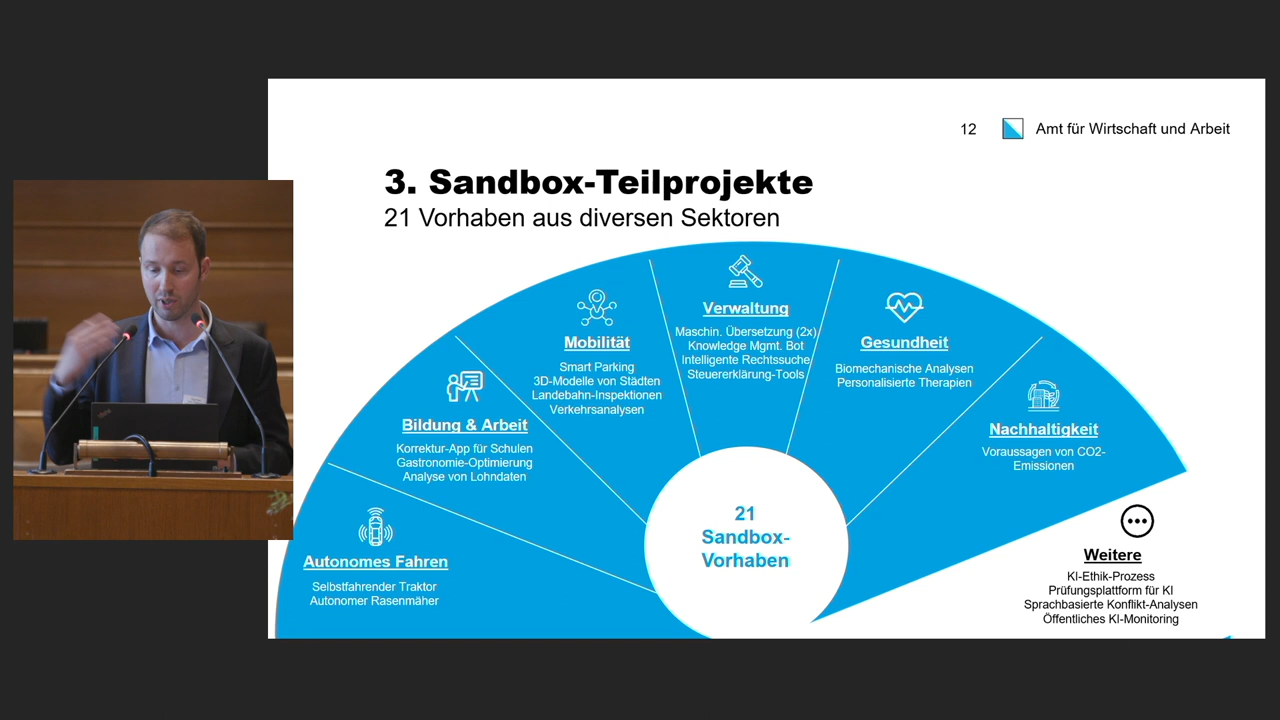 12
Amt für Wirtschaft und Arbeit
3. Sandbox-Teilprojekte
21 Vorhaben aus diversen Sektoren
Autonomes Fahren
Selbstfahrender Traktor
Autonomer Rasenmäher
Bildung & Arbeit
Korrektur-App für Schulen
Gastronomie-Optimierung
Analyse von Lohndaten
Mobilität
Smart Parking
3D-Modelle von Städten
Landebahn-Inspektionen
Verkehrsanalysen
Verwaltung
Maschin. Übersetzung (2x)
Knowledge Mgmt. Bot
Intelligente Rechtssuche
Steuererklärung-Tools
Gesundheit
Biomechanische Analysen
Personalisierte Therapien
Nachhaltigkeit
Voraussagen von CO2-
Emissionen
Weitere
KI-Ethik-Prozess
Prüfungsplattform für KI
Sprachbasierte Konflikt-Analysen
Öffentliches KI-Monitoring
21
Sandbox-
Vorhaben